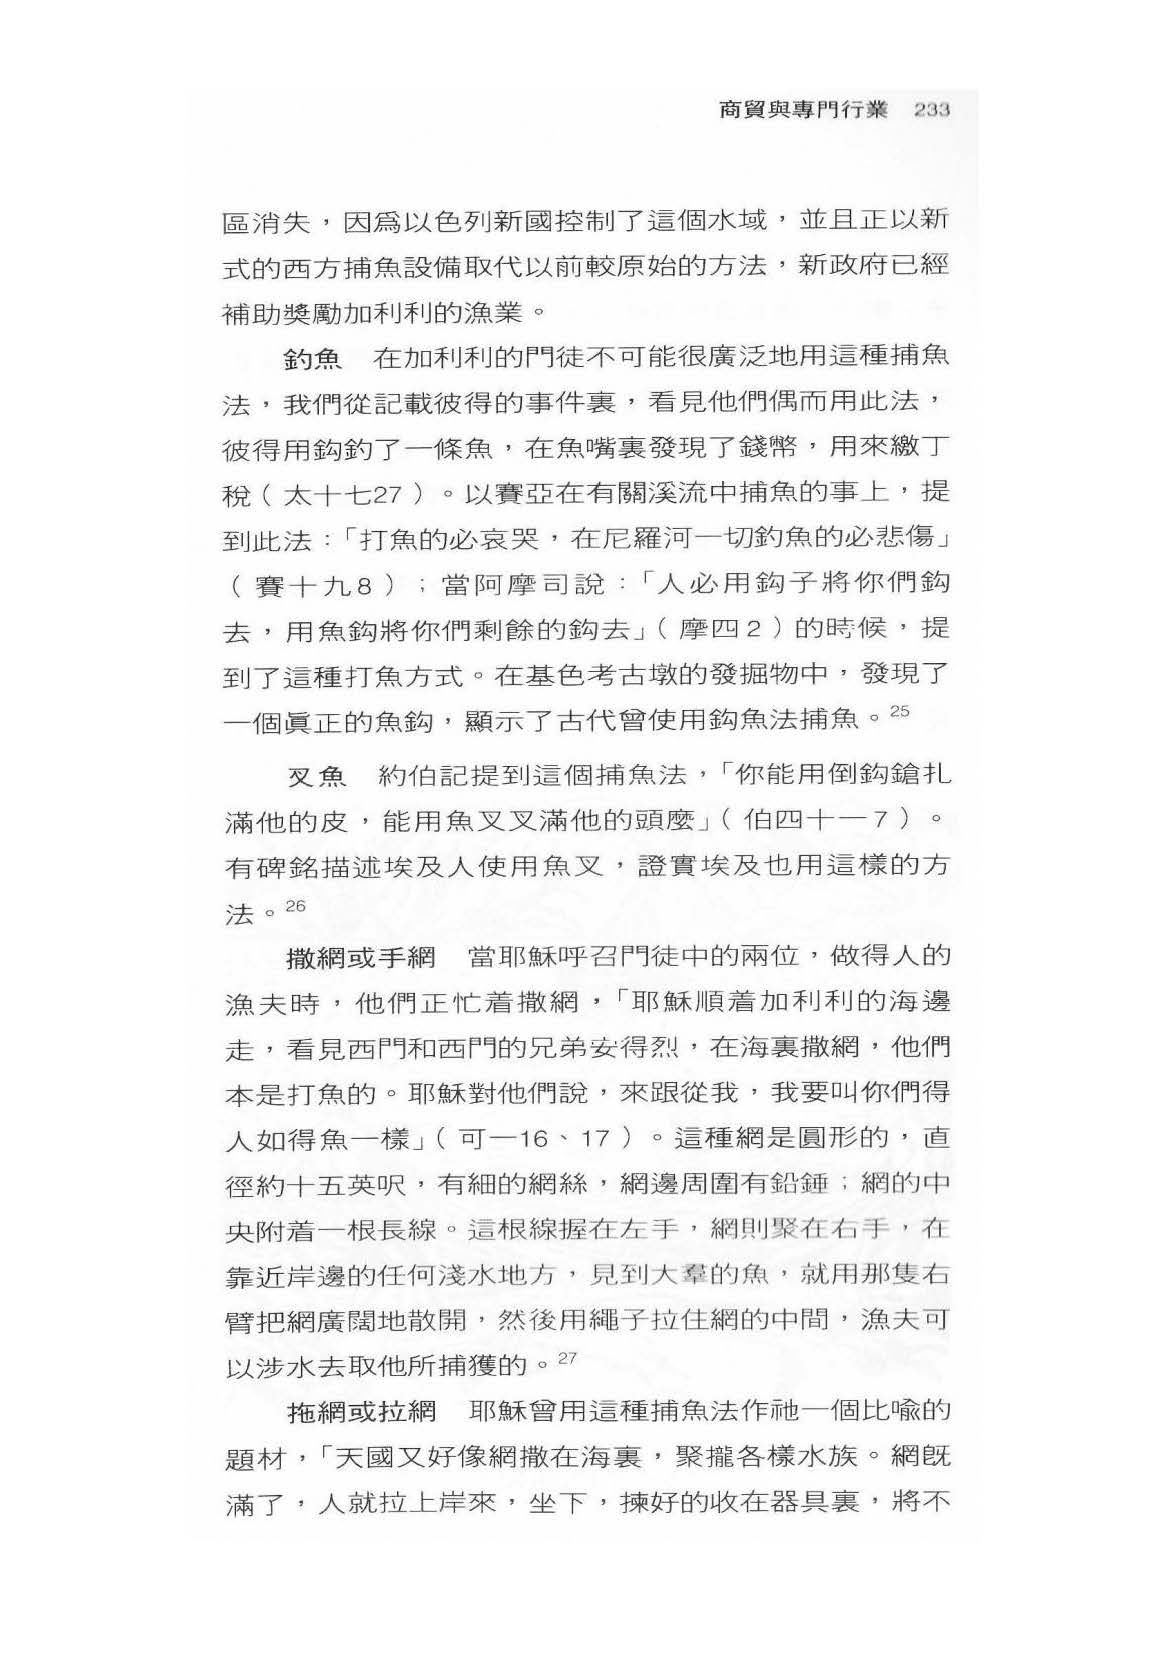 商貿與專門行業 233
區消失，因爲以色列新國控制了這個水域，並且正以新
式的西方捕魚設備取代以前較原始的方法，新政府已經
補助獎勵加利利的漁業。
釣魚 在加利利的門徒不可能很廣泛地用這種捕魚
法，我們從記載彼得的事件裏，看見他們偶而用此法，
彼得用鈎釣了一條魚，在魚嘴裏發現了錢幣，用來繳丁
稅（太十七27）。以賽亞在有關溪流中捕魚的事上，提
到此法：「打魚的必哀哭，在尼羅河一切釣魚的必悲傷」
（賽十九8）；當阿摩司說：「人必用鈎子將你們鈎
去，用魚鈎將你們剩餘的鈎去」（摩四2）的時候，提
到了這種打魚方式。在基色考古墩的發掘物中，發現了
一個眞正的魚鈎，顯示了古代曾使用鈎魚法捕魚。25
叉魚 約伯記提到這個捕魚法，「你能用倒鈎鎗扎
滿他的皮，能用魚叉叉滿他的頭麼」（伯四十一7）。
有碑銘描述埃及人使用魚叉，證實埃及也用這樣的方
法。26
撒網或手網 當耶穌呼召門徒中的兩位，做得人的
漁夫時，他們正忙着撒網，「耶穌順着加利利的海邊
走，看見西門和西門的兄弟安得烈，在海裏撒網，他們
本是打魚的。耶穌對他們說，來跟從我，我要叫你們得
人如得魚一樣」（可一16、17）。這種網是圓形的，直
徑約十五英呎，有細的網絲，網邊周圍有鉛錘；網的中
央附着一根長線。這根線握在左手，網則聚在右手，在
靠近岸邊的任何淺水地方，見到大羣的魚，就用那隻右
臂把網廣闊地散開，然後用繩子拉住網的中間，漁夫可
以涉水去取他所捕獲的。27
拖網或拉網 耶穌曾用這種捕魚法作祂一個比喻的
題材，「天國又好像網撒在海裏，聚攏各樣水族。網旣
滿了，人就拉上岸來，坐下，揀好的收在器具裏，將不